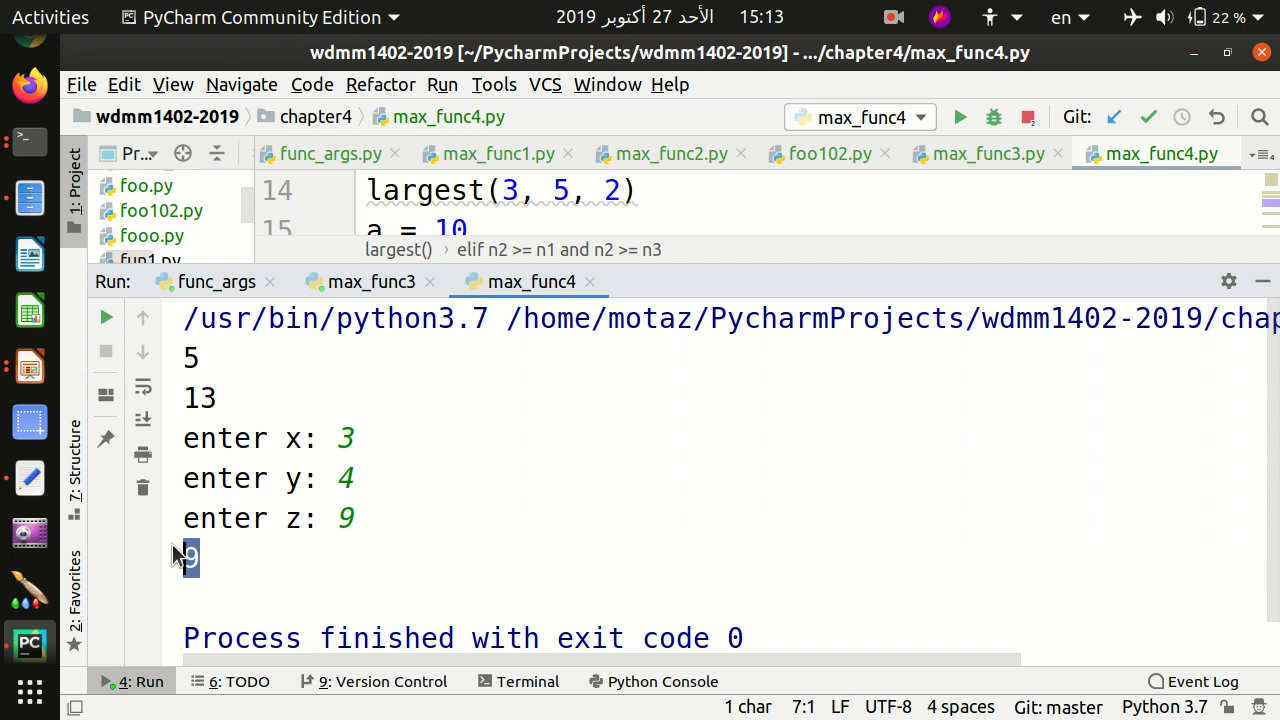 Activities PyCharm Community Edition الأحد 27 أكتوبر 2019 15:13 en 22 %
wdmm1402-2019 [~/PycharmProjects/wdmm1402-2019] - .../chapter4/max_func4.py
File Edit View Navigate Code Refactor Run Tools VCS Window Help
wdmm1402-2019 chapter4 max_func4.py max_func4 Git:
1: Project
Pr... func_args.py max_func1.py max_func2.py foo102.py max_func3.py max_func4.py
foo.py
foo102.py
fooo.py
fun1.py
14 largest(3, 5, 2)
15 a = 10
largest() › elif n2 >= n1 and n2 >= n3
Run: func_args max_func3 max_func4
/usr/bin/python3.7 /home/motaz/PycharmProjects/wdmm1402-2019/chap
5
13
enter x: 3
enter y: 4
enter z: 9
9
Process finished with exit code 0
7: Structure
2: Favorites
4: Run 6: TODO 9: Version Control Terminal Python Console Event Log
1 char 7:1 LF UTF-8 4 spaces Git: master Python 3.7